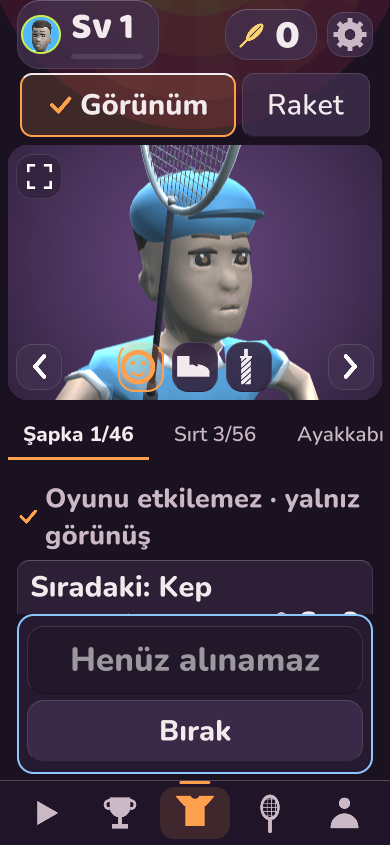 Sv 1
0
Görünüm
Raket
Şapka 1/46
Sırt 3/56
Ayakkabı
Oyunu etkilemez · yalnız
görünüş
Sıradaki: Kep
Henüz alınamaz
Bırak